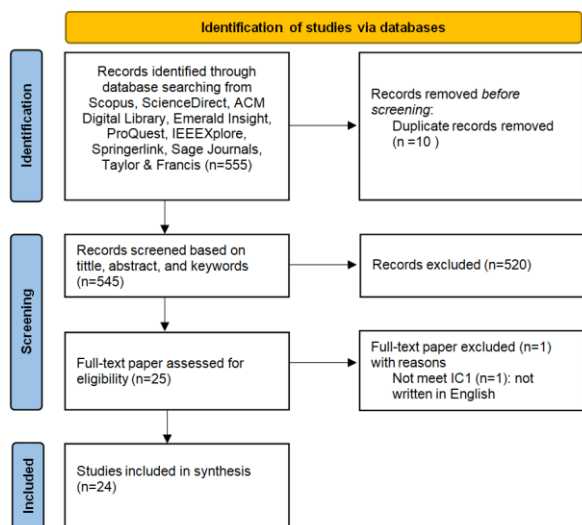 Identification of studies via databases
Identification
Records identified through
database searching from
Scopus, ScienceDirect, ACM
Digital Library, Emerald Insight,
ProQuest, IEEEXplore,
Springerlink, Sage Journals,
Taylor & Francis (n=555)
Records removed before
screening:
Duplicate records removed
(n =10 )
Screening
Records screened based on
tittle, abstract, and keywords
(n=545)
Records excluded (n=520)
Full-text paper assessed for
eligibility (n=25)
Full-text paper excluded (n=1)
with reasons
Not meet IC1 (n=1): not
written in English
Included
Studies included in synthesis
(n=24)